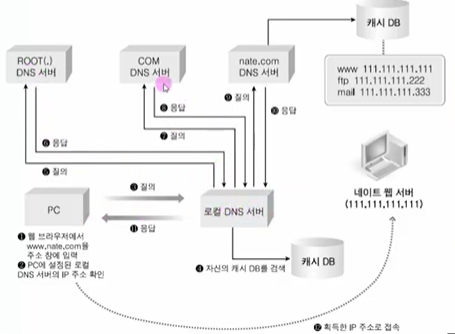 캐시 DB
ROOT(.)
DNS 서버
COM
DNS 서버
nate.com
DNS 서버
www 111.111.111.111
ftp 111.111.111.222
mail 111.111.111.333
❾ 질의
❽ 응답
❿ 응답
❼ 질의
❻ 응답
❺ 질의
❸ 질의
⓫ 응답
PC
로컬 DNS 서버
네이트 웹 서버
(111.111.111.111)
❶ 웹 브라우저에서
www.nate.com을
주소 창에 입력
❷ PC에 설정된 로컬
DNS 서버의 IP 주소 확인
❹ 자신의 캐시 DB를 검색
캐시 DB
⓬ 획득한 IP 주소로 접속